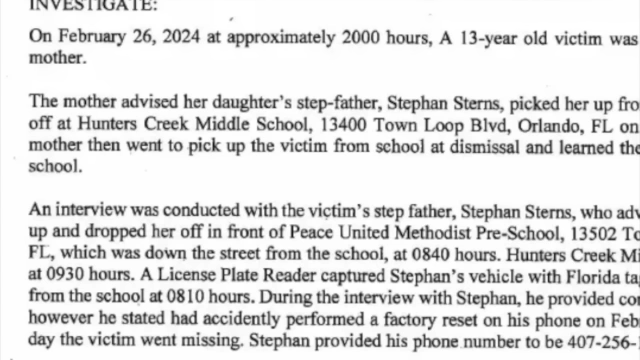 INVESTIGATE:
On February 26, 2024 at approximately 2000 hours, A 13-year old victim was
mother.
The mother advised her daughter's step-father, Stephan Sterns, picked her up fro
off at Hunters Creek Middle School, 13400 Town Loop Blvd, Orlando, FL on
mother then went to pick up the victim from school at dismissal and learned the
school.
An interview was conducted with the victim's step father, Stephan Sterns, who adv
up and dropped her off in front of Peace United Methodist Pre-School, 13502 To
FL, which was down the street from the school, at 0840 hours. Hunters Creek Mi
at 0930 hours. A License Plate Reader captured Stephan's vehicle with Florida ta
from the school at 0810 hours. During the interview with Stephan, he provided con
however he stated had accidently performed a factory reset on his phone on Feb
day the victim went missing. Stephan provided his phone number to be 407-256-